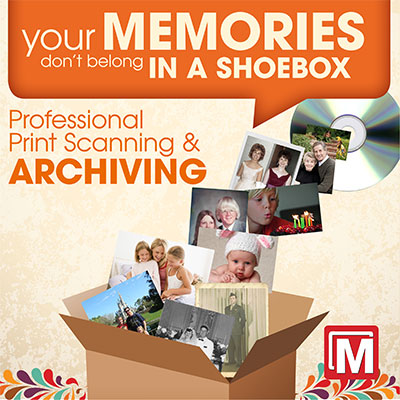 your MEMORIES
don't belong IN A SHOEBOX
Professional
Print Scanning &
ARCHIVING
M